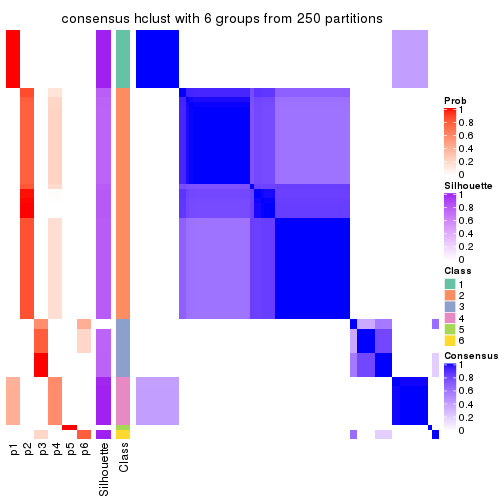 consensus hclust with 6 groups from 250 partitions
Prob
1
0.8
0.6
0.4
0.2
0
Silhouette
1
0.8
0.6
0.4
0.2
0
Class
1
2
3
4
5
6
Consensus
1
0.8
0.6
0.4
0.2
0
p1
p2
p3
p4
p5
p6
Silhouette
Class